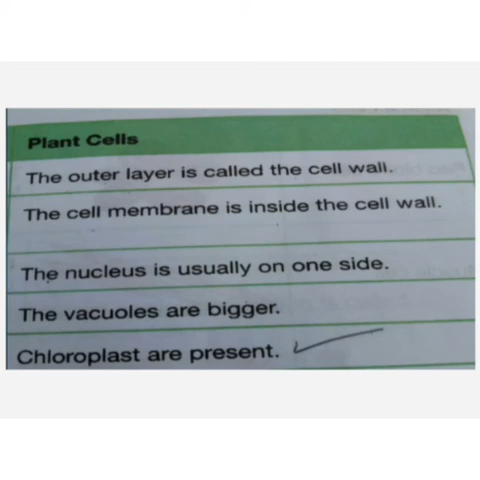 Plant Cells
The outer layer is called the cell wall.
The cell membrane is inside the cell wall.
The nucleus is usually on one side.
The vacuoles are bigger.
Chloroplast are present.